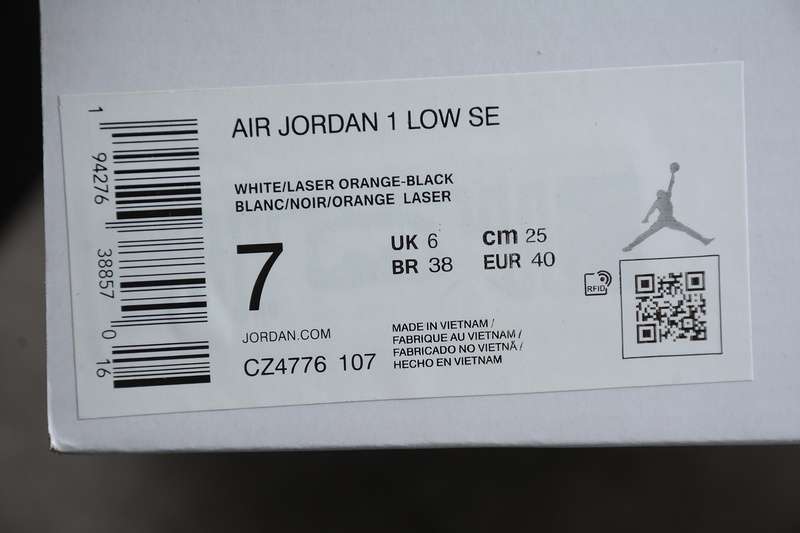 AIR JORDAN 1 LOW SE
WHITE/LASER ORANGE-BLACK
BLANC/NOIR/ORANGE LASER
7
UK 6 cm 25
BR 38 EUR 40
RFID
JORDAN.COM
CZ4776 107
MADE IN VIETNAM /
FABRIQUE AU VIETNAM /
FABRICADO NO VIETNÃ /
HECHO EN VIETNAM
1 94276 38857 0 16